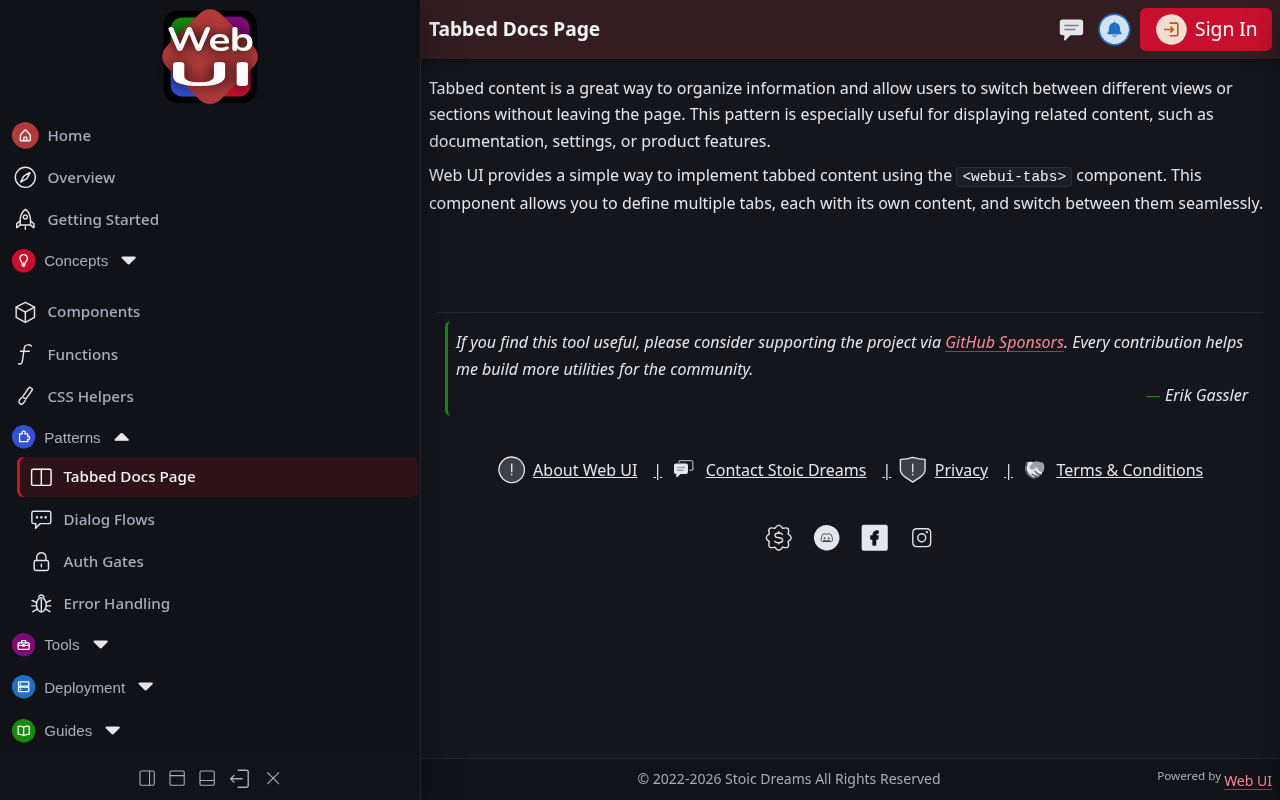 Web
UI
Home
Overview
Getting Started
Concepts
Components
Functions
CSS Helpers
Patterns
Tabbed Docs Page
Dialog Flows
Auth Gates
Error Handling
Tools
Deployment
Guides
Tabbed Docs Page
Sign In
Tabbed content is a great way to organize information and allow users to switch between different views or
sections without leaving the page. This pattern is especially useful for displaying related content, such as
documentation, settings, or product features.
Web UI provides a simple way to implement tabbed content using the <webui-tabs> component. This
component allows you to define multiple tabs, each with its own content, and switch between them seamlessly.
If you find this tool useful, please consider supporting the project via GitHub Sponsors. Every contribution helps
me build more utilities for the community.
— Erik Gassler
About Web UI | Contact Stoic Dreams | Privacy | Terms & Conditions
© 2022-2026 Stoic Dreams All Rights Reserved
Powered by Web UI